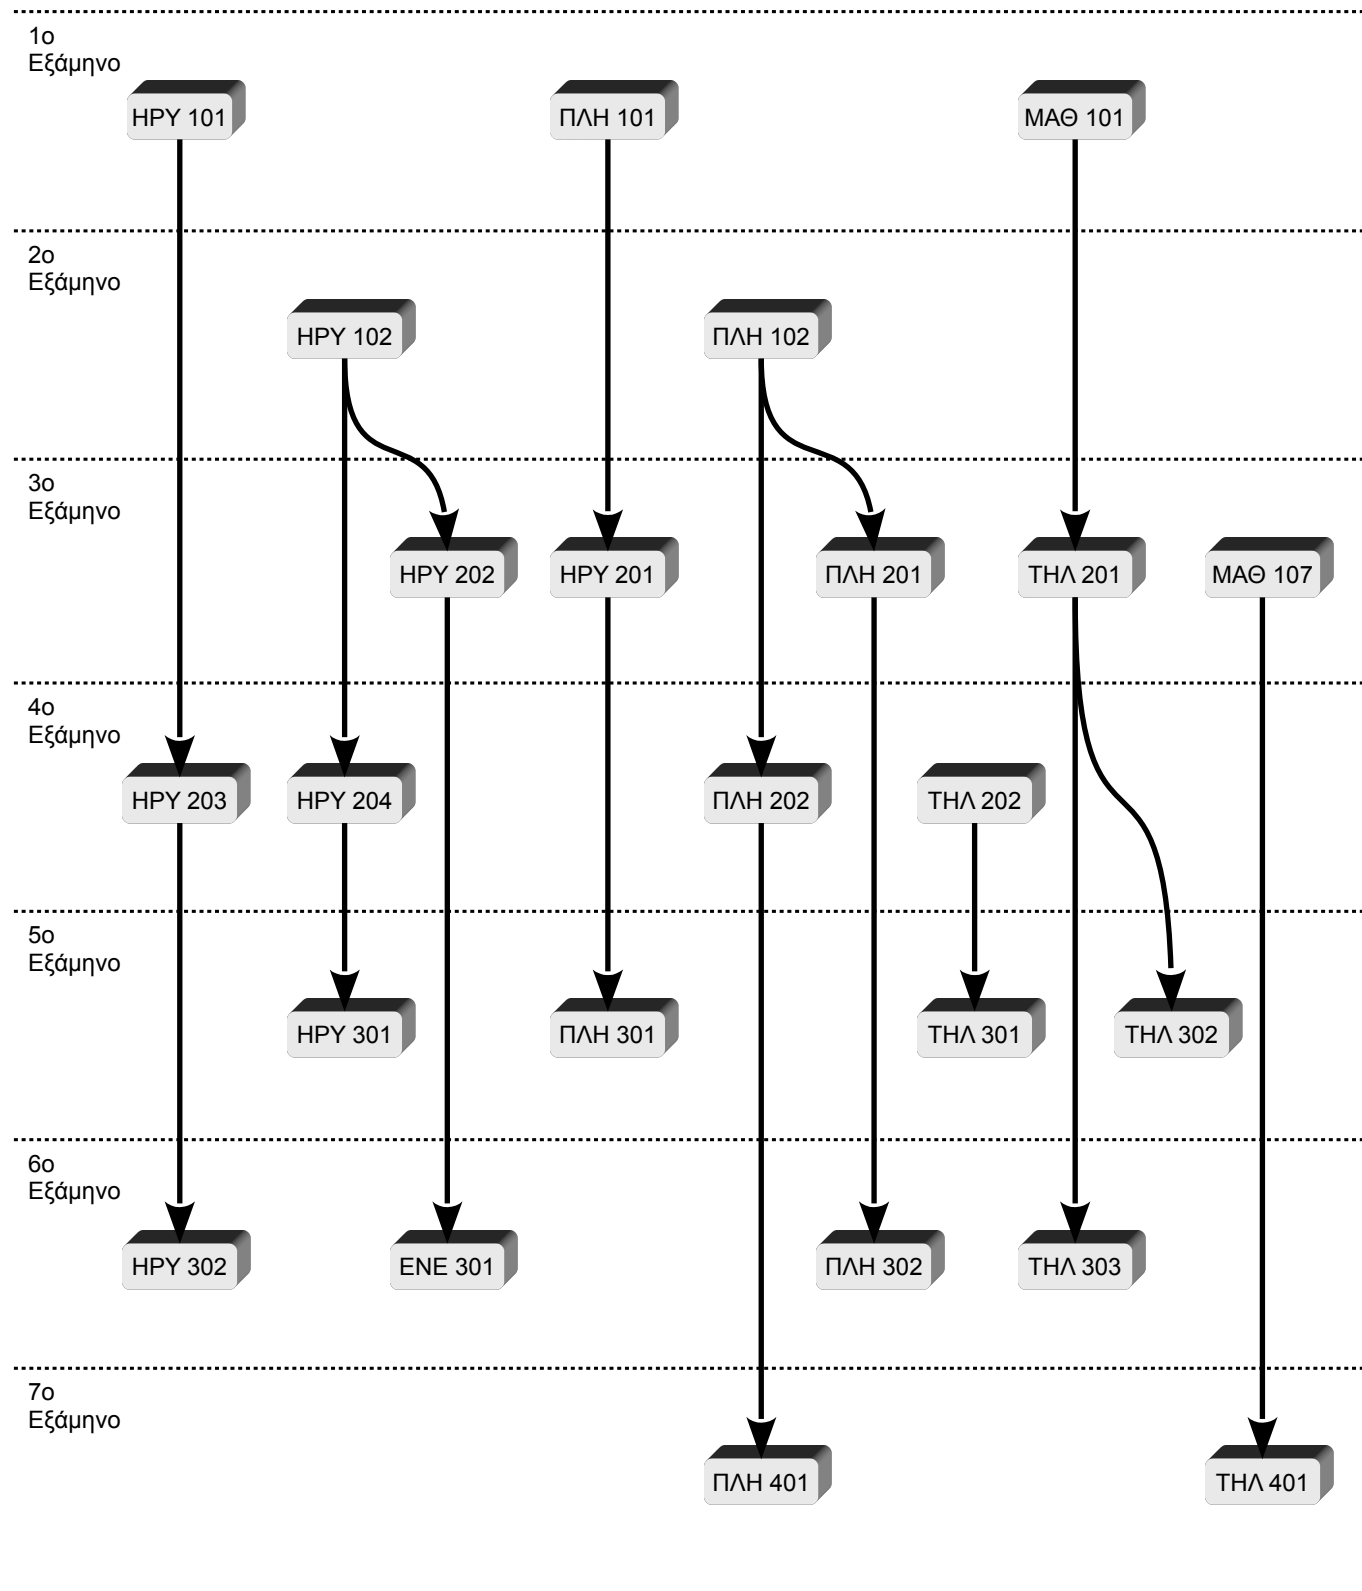 1ο
Εξάμηνο
ΗΡΥ 101
ΠΛΗ 101
ΜΑΘ 101
2ο
Εξάμηνο
ΗΡΥ 102
ΠΛΗ 102
3ο
Εξάμηνο
ΗΡΥ 202
ΗΡΥ 201
ΠΛΗ 201
ΤΗΛ 201
ΜΑΘ 107
4ο
Εξάμηνο
ΗΡΥ 203
ΗΡΥ 204
ΠΛΗ 202
ΤΗΛ 202
5ο
Εξάμηνο
ΗΡΥ 301
ΠΛΗ 301
ΤΗΛ 301
ΤΗΛ 302
6ο
Εξάμηνο
ΗΡΥ 302
ΕΝΕ 301
ΠΛΗ 302
ΤΗΛ 303
7ο
Εξάμηνο
ΠΛΗ 401
ΤΗΛ 401